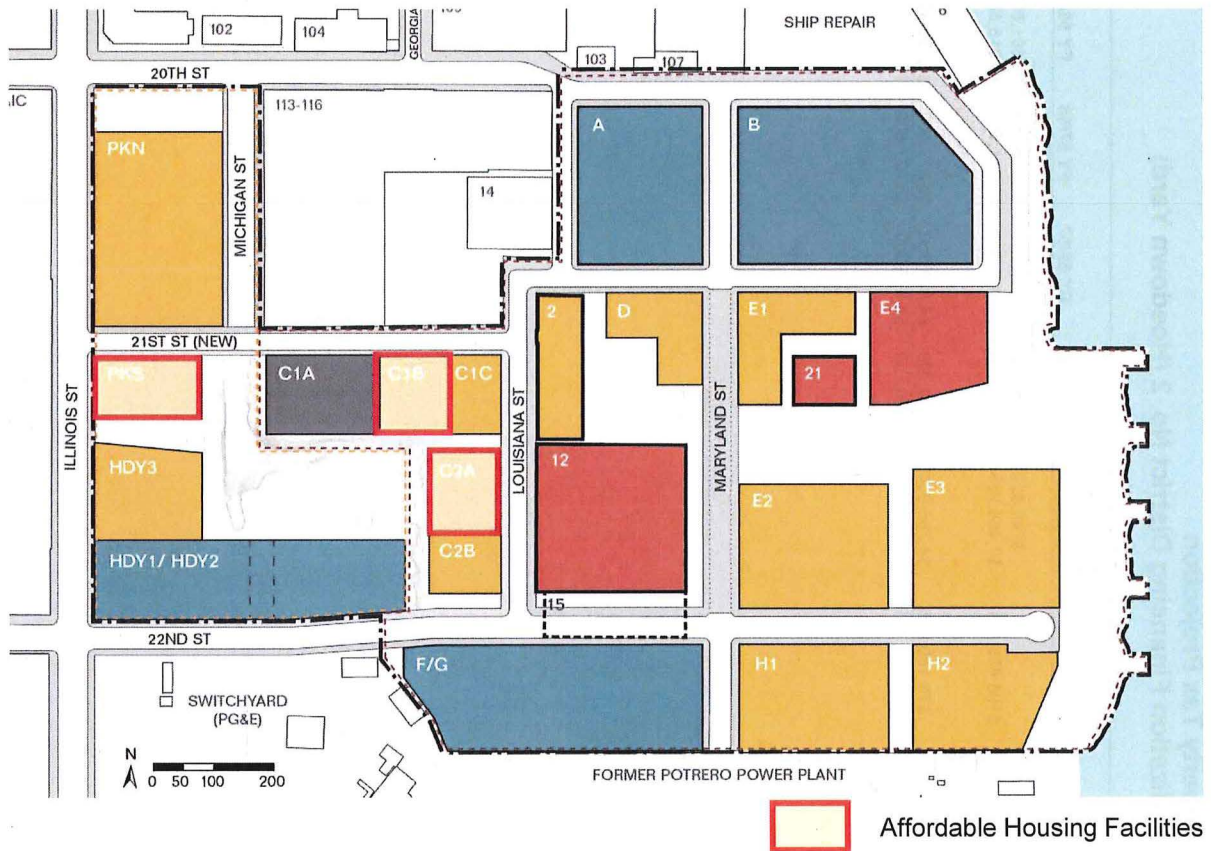 6
SHIP REPAIR
102
104
GEORGIA
103
107
20TH ST
IC
113-116
A
B
PKN
MICHIGAN ST
14
2
D
E1
E4
21ST ST (NEW)
PKS
C1A
C1B
C1C
21
ILLINOIS ST
LOUISIANA ST
MARYLAND ST
HDY3
C2A
12
E2
E3
HDY1/ HDY2
C2B
15
22ND ST
F/G
H1
H2
SWITCHYARD
(PG&E)
N
0 50 100 200
FORMER POTRERO POWER PLANT
Affordable Housing Facilities